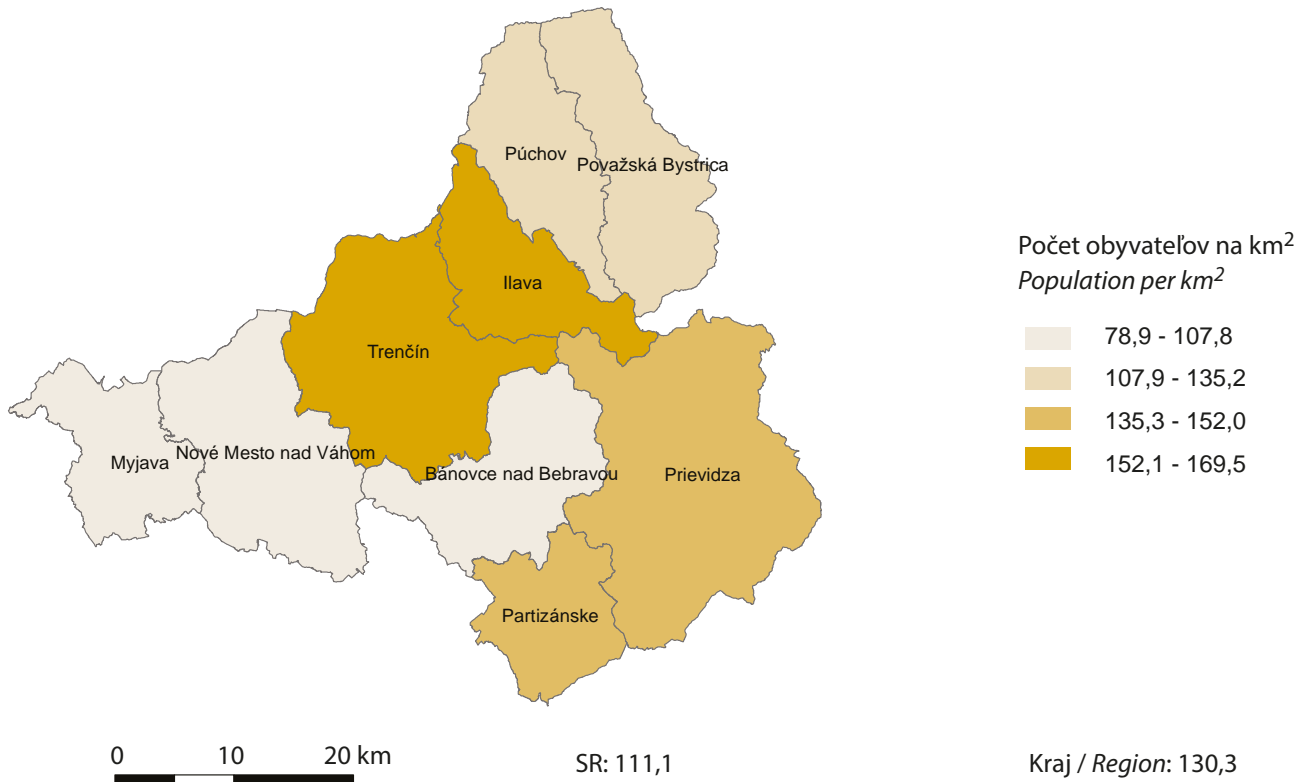 Púchov
Považská Bystrica
Ilava
Trenčín
Myjava
Nové Mesto nad Váhom
Bánovce nad Bebravou
Prievidza
Partizánske
Počet obyvateľov na km²
Population per km²
78,9 - 107,8
107,9 - 135,2
135,3 - 152,0
152,1 - 169,5
0 10 20 km
SR: 111,1
Kraj / Region: 130,3